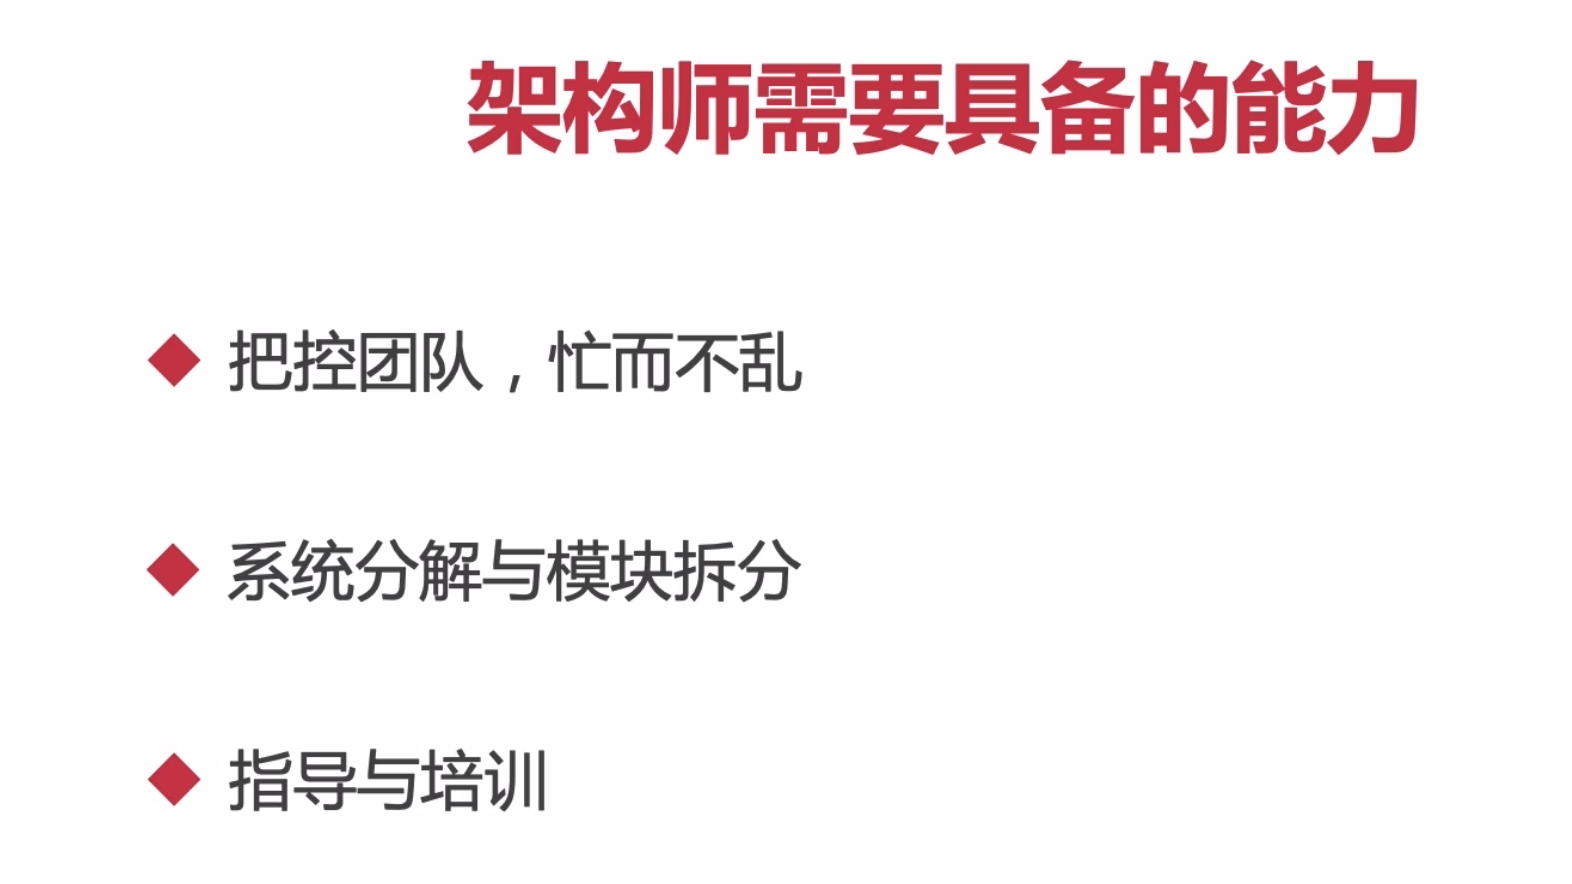 架构师需要具备的能力
把控团队，忙而不乱
系统分解与模块拆分
指导与培训